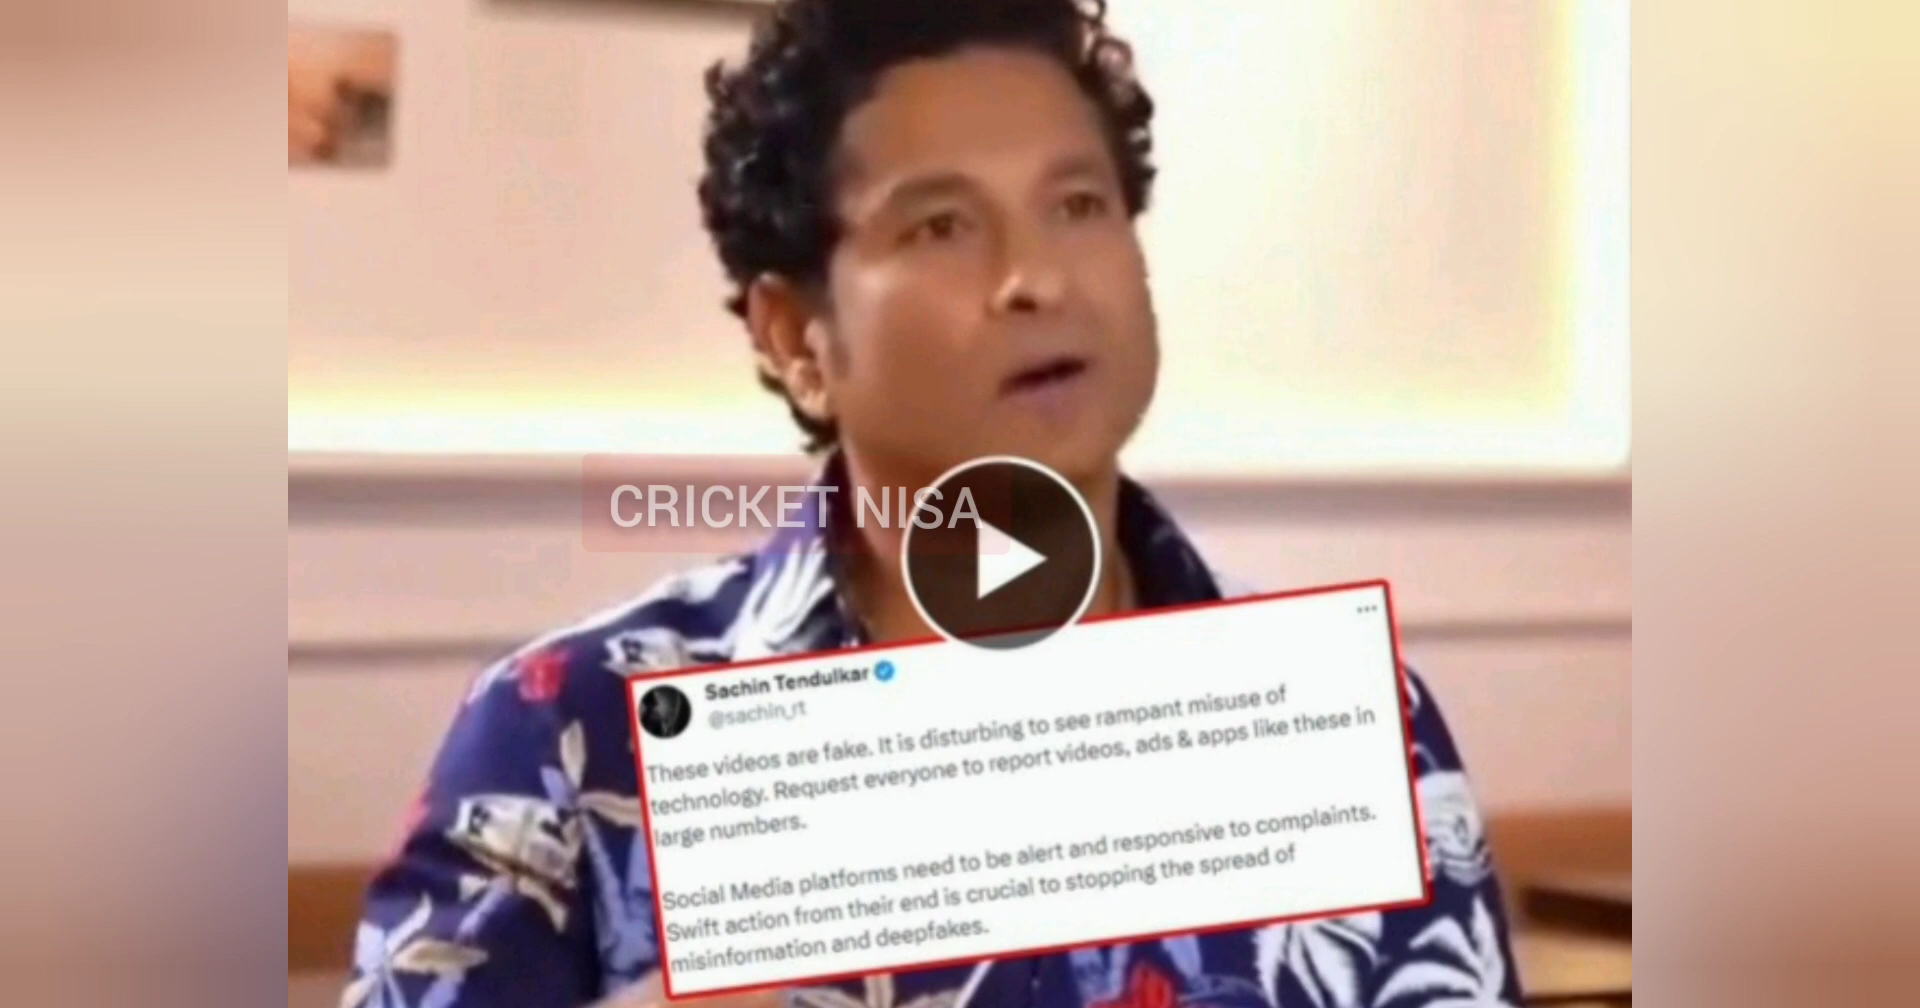 CRICKET NISA
Sachin Tendulkar
@sachin_rt
These videos are fake. It is disturbing to see rampant misuse of
technology. Request everyone to report videos, ads & apps like these in
large numbers.
Social Media platforms need to be alert and responsive to complaints.
Swift action from their end is crucial to stopping the spread of
misinformation and deepfakes.